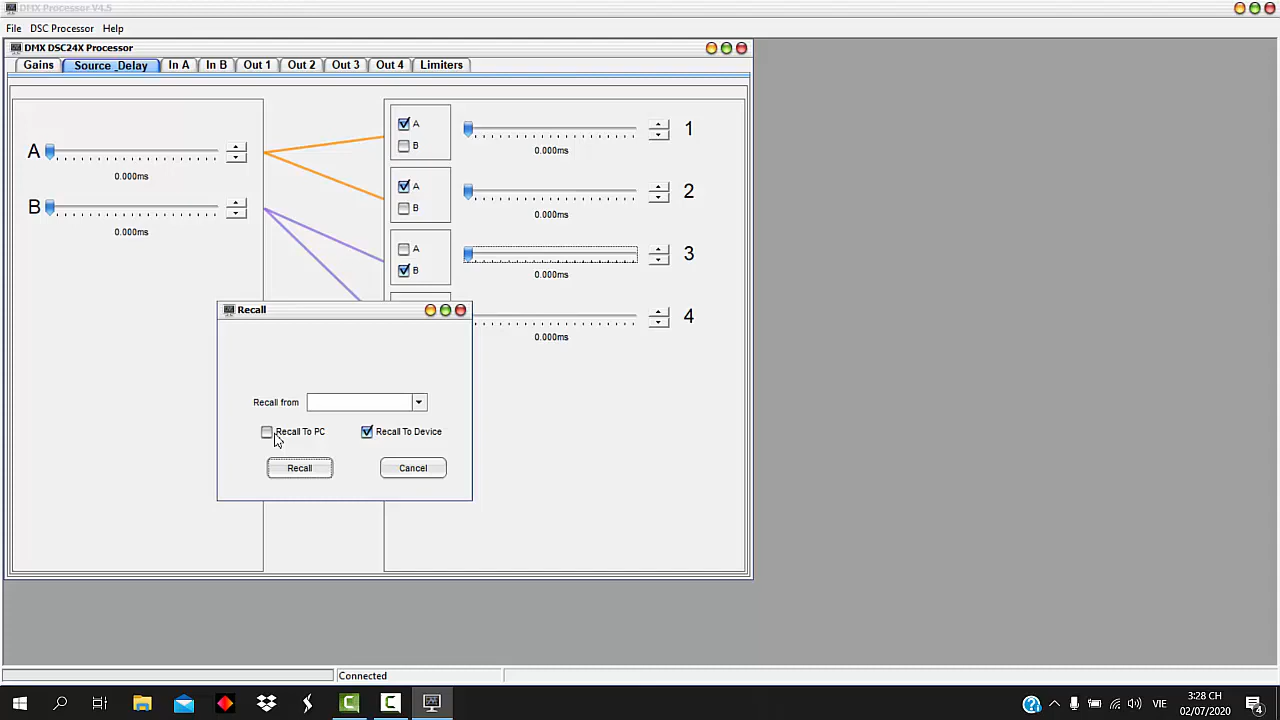 DMX Processor V4.5
File DSC Processor Help
DMX DSC24X Processor
Gains Source_Delay In A In B Out 1 Out 2 Out 3 Out 4 Limiters
A 0.000ms
B 0.000ms
A B 0.000ms 1
A B 0.000ms 2
A B 0.000ms 3
0.000ms 4
Recall
Recall from
Recall To PC Recall To Device
Recall Cancel
Connected
VIE
3:28 CH
02/07/2020
4